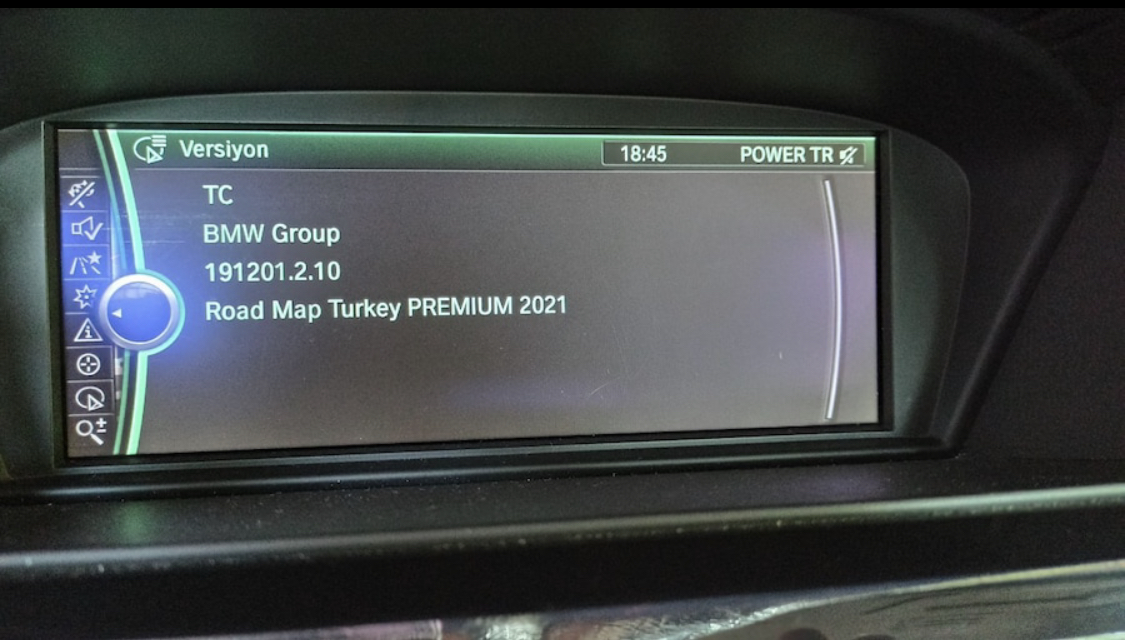 Versiyon
18:45 POWER TR
TC
BMW Group
191201.2.10
Road Map Turkey PREMIUM 2021